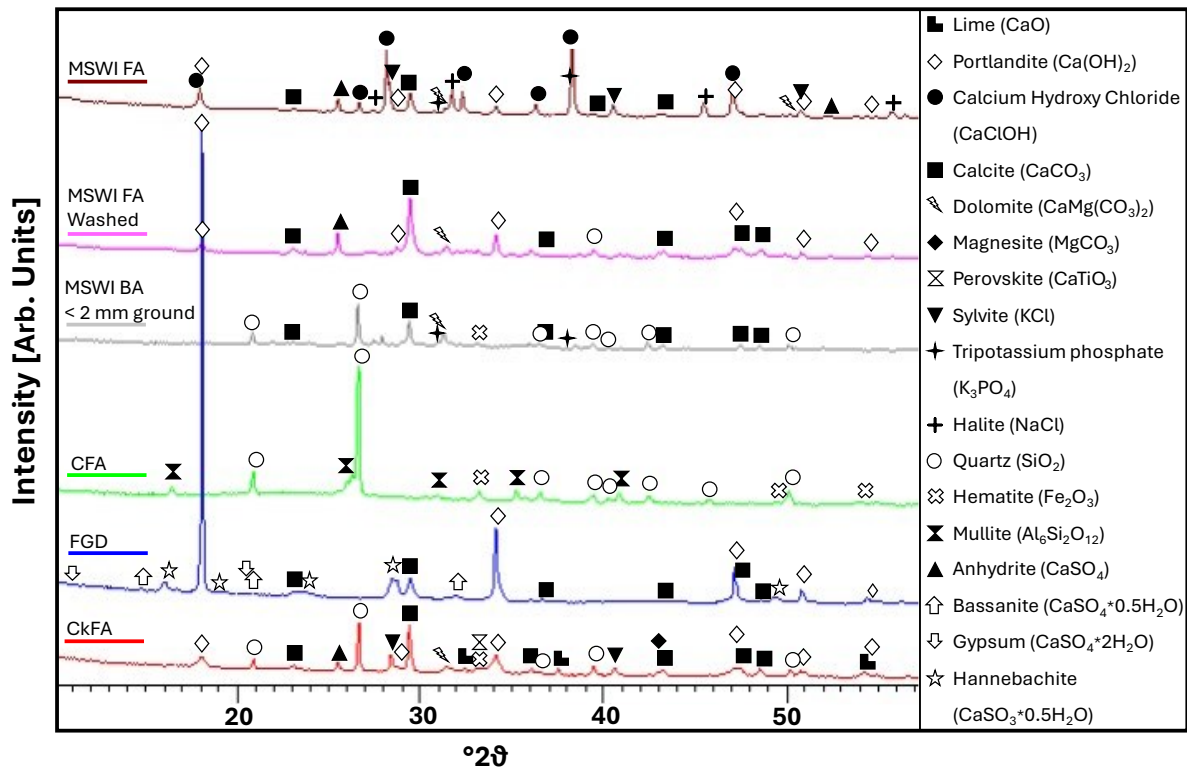 Intensity [Arb. Units]
MSWI FA
MSWI FA
Washed
MSWI BA
< 2 mm ground
CFA
FGD
CkFA
20
30
40
50
°2ϑ
Lime (CaO)
Portlandite (Ca(OH)₂)
Calcium Hydroxy Chloride
(CaClOH)
Calcite (CaCO₃)
Dolomite (CaMg(CO₃)₂)
Magnesite (MgCO₃)
Perovskite (CaTiO₃)
Sylvite (KCl)
Tripotassium phosphate
(K₃PO₄)
Halite (NaCl)
Quartz (SiO₂)
Hematite (Fe₂O₃)
Mullite (Al₆Si₂O₁₂)
Anhydrite (CaSO₄)
Bassanite (CaSO₄*0.5H₂O)
Gypsum (CaSO₄*2H₂O)
Hannebachite
(CaSO₃*0.5H₂O)